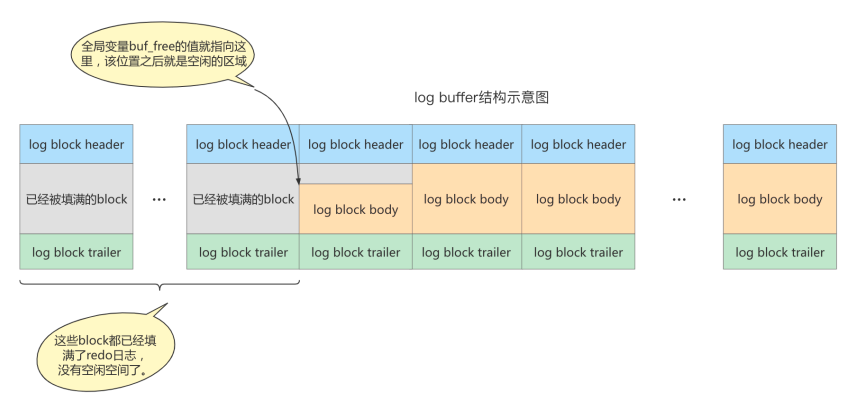 全局变量buf_free的值就指向这
里，该位置之后就是空闲的区域
log buffer结构示意图
log block header
log block header
log block header
log block header
log block header
log block header
已经被填满的block
...
已经被填满的block
log block body
log block body
log block body
...
log block body
log block trailer
log block trailer
log block trailer
log block trailer
log block trailer
log block trailer
这些block都已经填
满了redo日志，
没有空闲空间了。